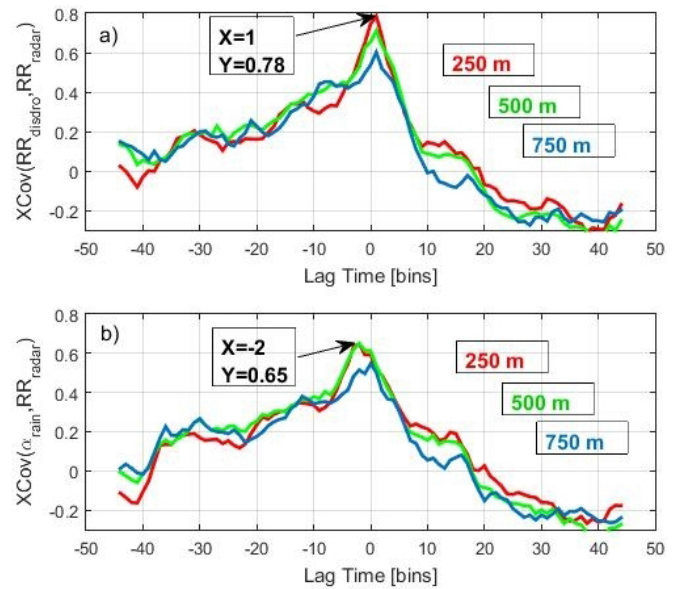 a)
X=1
Y=0.78
250 m
500 m
750 m
XCov(RR_disdro,RR_radar)
0.8
0.6
0.4
0.2
0
-0.2
-50 -40 -30 -20 -10 0 10 20 30 40 50
Lag Time [bins]
b)
X=-2
Y=0.65
250 m
500 m
750 m
XCov(α_rain,RR_radar)
0.8
0.6
0.4
0.2
0
-0.2
-50 -40 -30 -20 -10 0 10 20 30 40 50
Lag Time [bins]